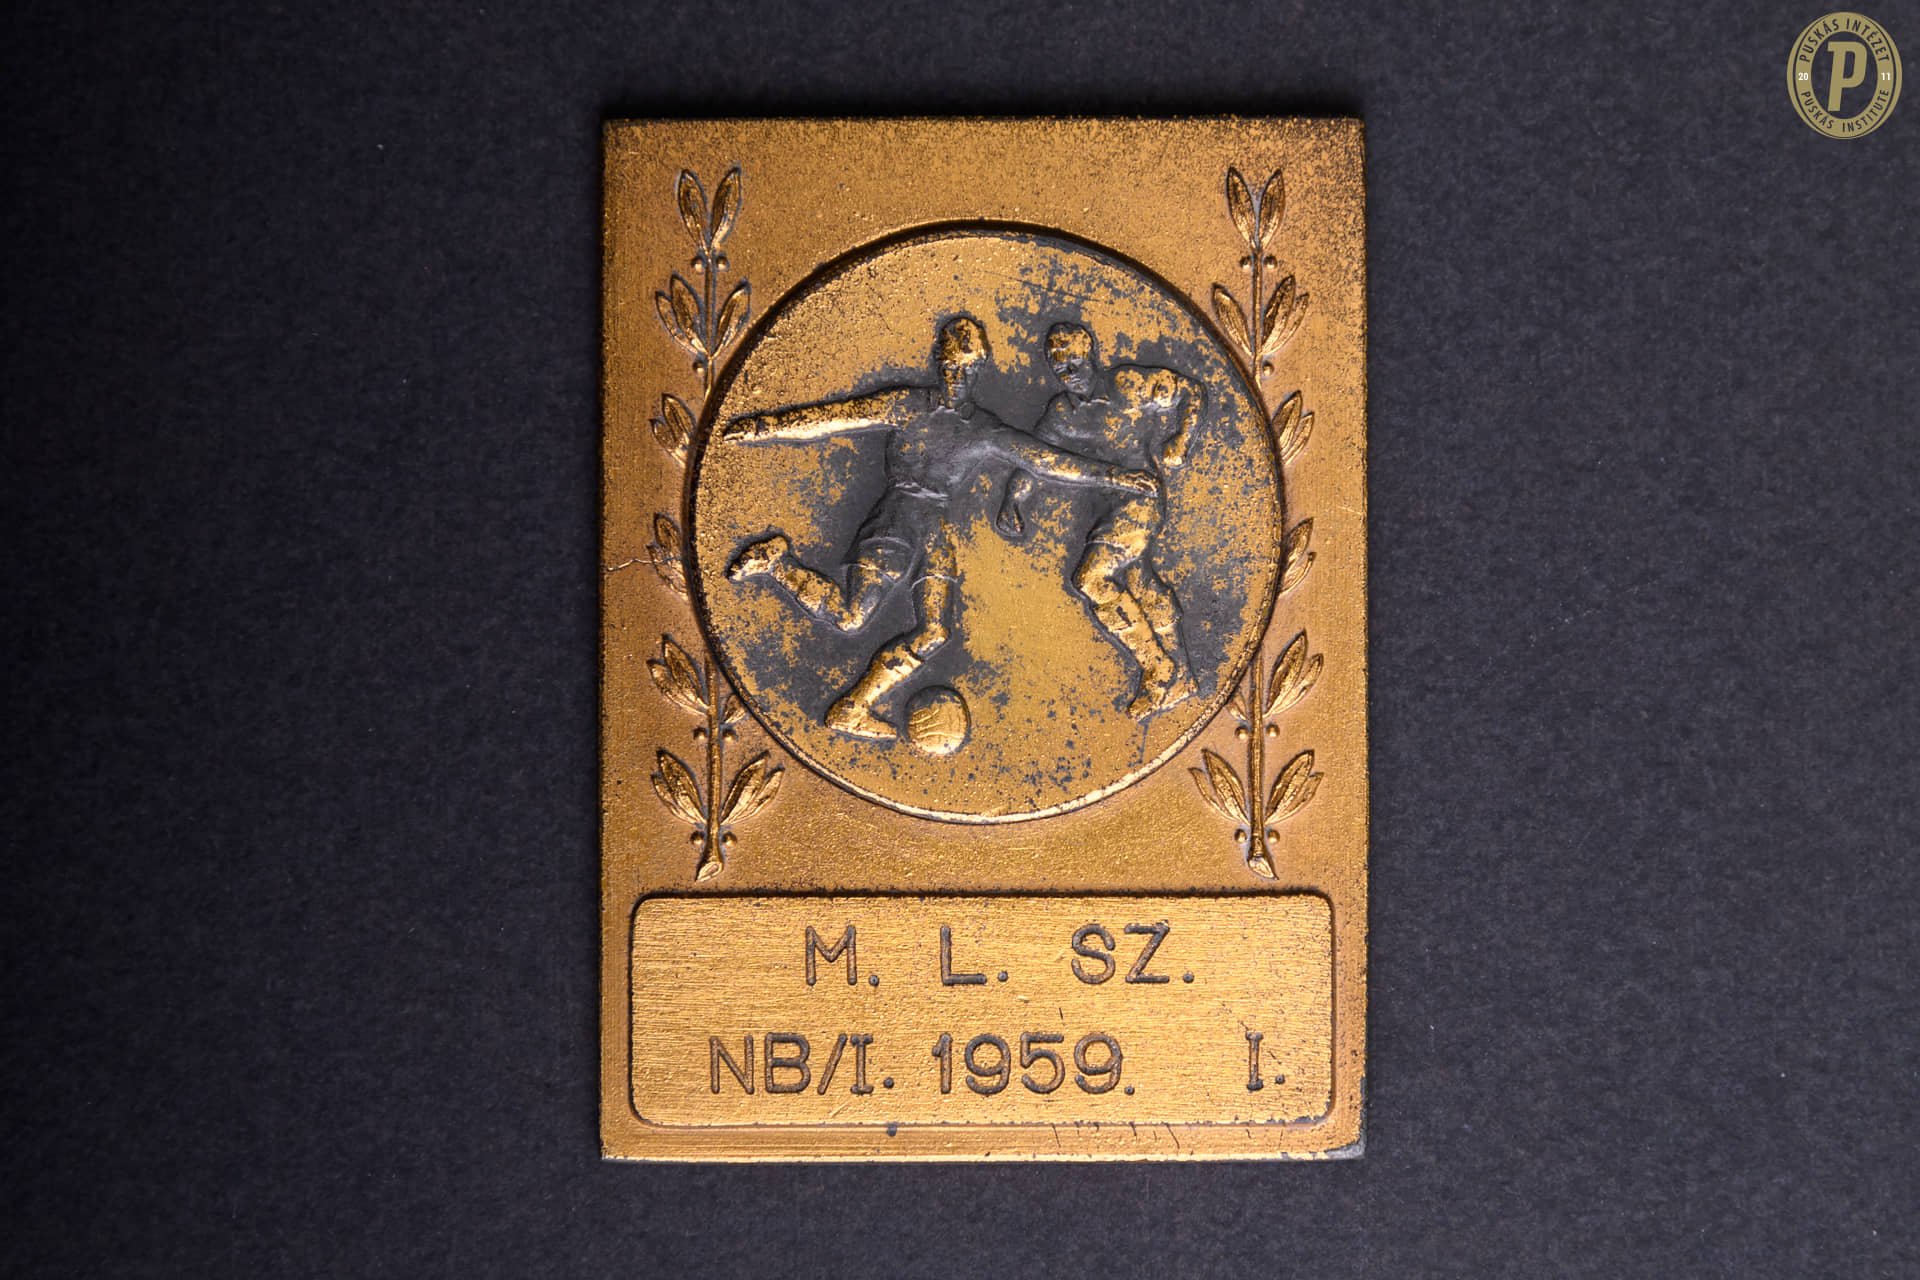 PUSKÁS INTÉZET
20 P 11
PUSKÁS INSTITUTE
M. L. SZ.
NB/I. 1959. I.